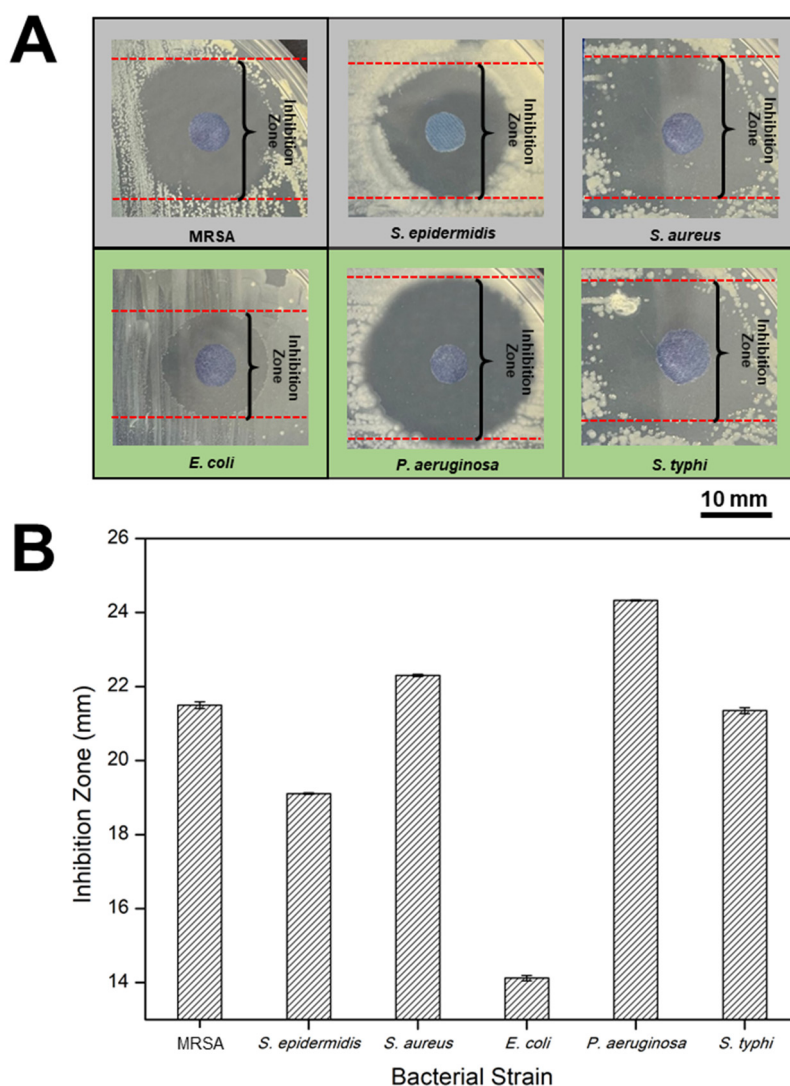 A
Inhibition
Zone
Inhibition
Zone
Inhibition
Zone
MRSA
S. epidermidis
S. aureus
Inhibition
Zone
Inhibition
Zone
Inhibition
Zone
E. coli
P. aeruginosa
S. typhi
10 mm
B
26
24
22
20
18
16
14
Inhibition Zone (mm)
MRSA
S. epidermidis
S. aureus
E. coli
P. aeruginosa
S. typhi
Bacterial Strain